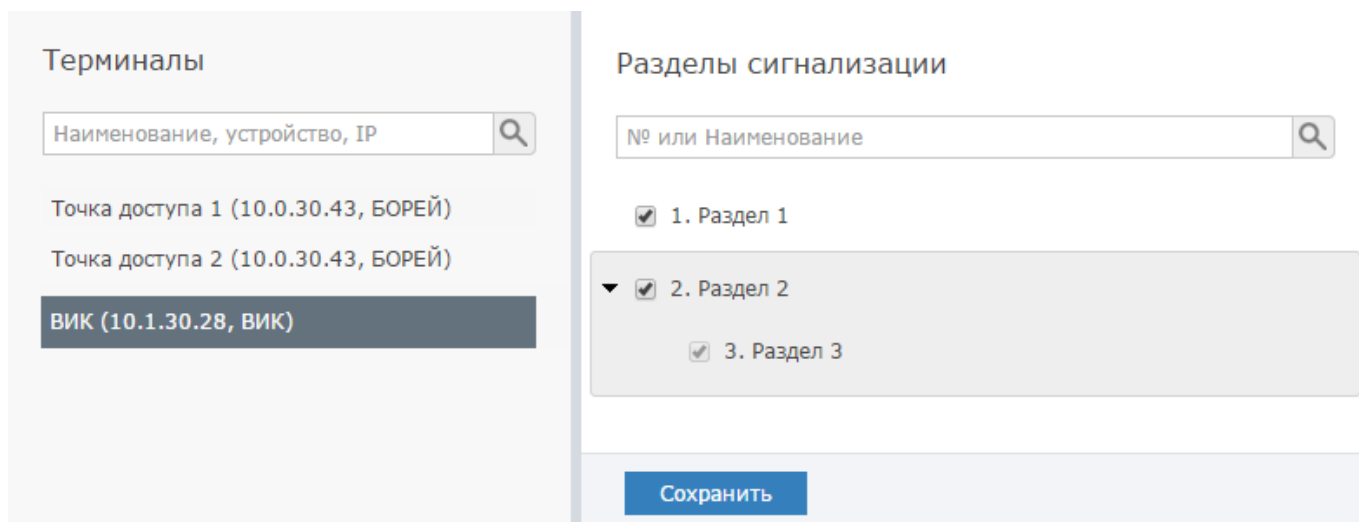 Терминалы
Наименование, устройство, IP
Точка доступа 1 (10.0.30.43, БОРЕЙ)
Точка доступа 2 (10.0.30.43, БОРЕЙ)
ВИК (10.1.30.28, ВИК)
Разделы сигнализации
№ или Наименование
1. Раздел 1
2. Раздел 2
3. Раздел 3
Сохранить